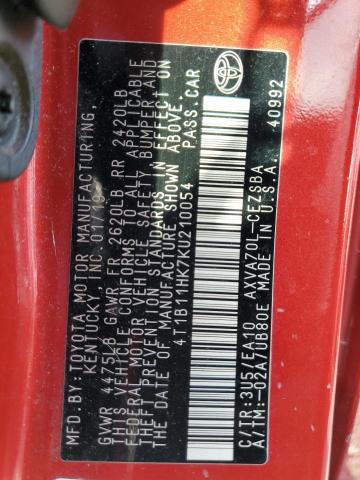 MFD. BY: TOYOTA MOTOR MANUFACTURING,
KENTUCKY, INC. 01/19
GVWR 4475LB GAWR FR 2620LB RR 2420LB
THIS VEHICLE CONFORMS TO ALL APPLICABLE
FEDERAL MOTOR VEHICLE SAFETY, BUMPER AND
THEFT PREVENTION STANDARDS IN EFFECT ON
THE DATE OF MANUFACTURE SHOWN ABOVE.
4T1B11HK7KU210054 PASS.CAR
C/TR:3U5/EA10 AXVA70L-CEZSBA
A/TM:-02A/UB80E MADE IN U.S.A.
40992
TOYOTA